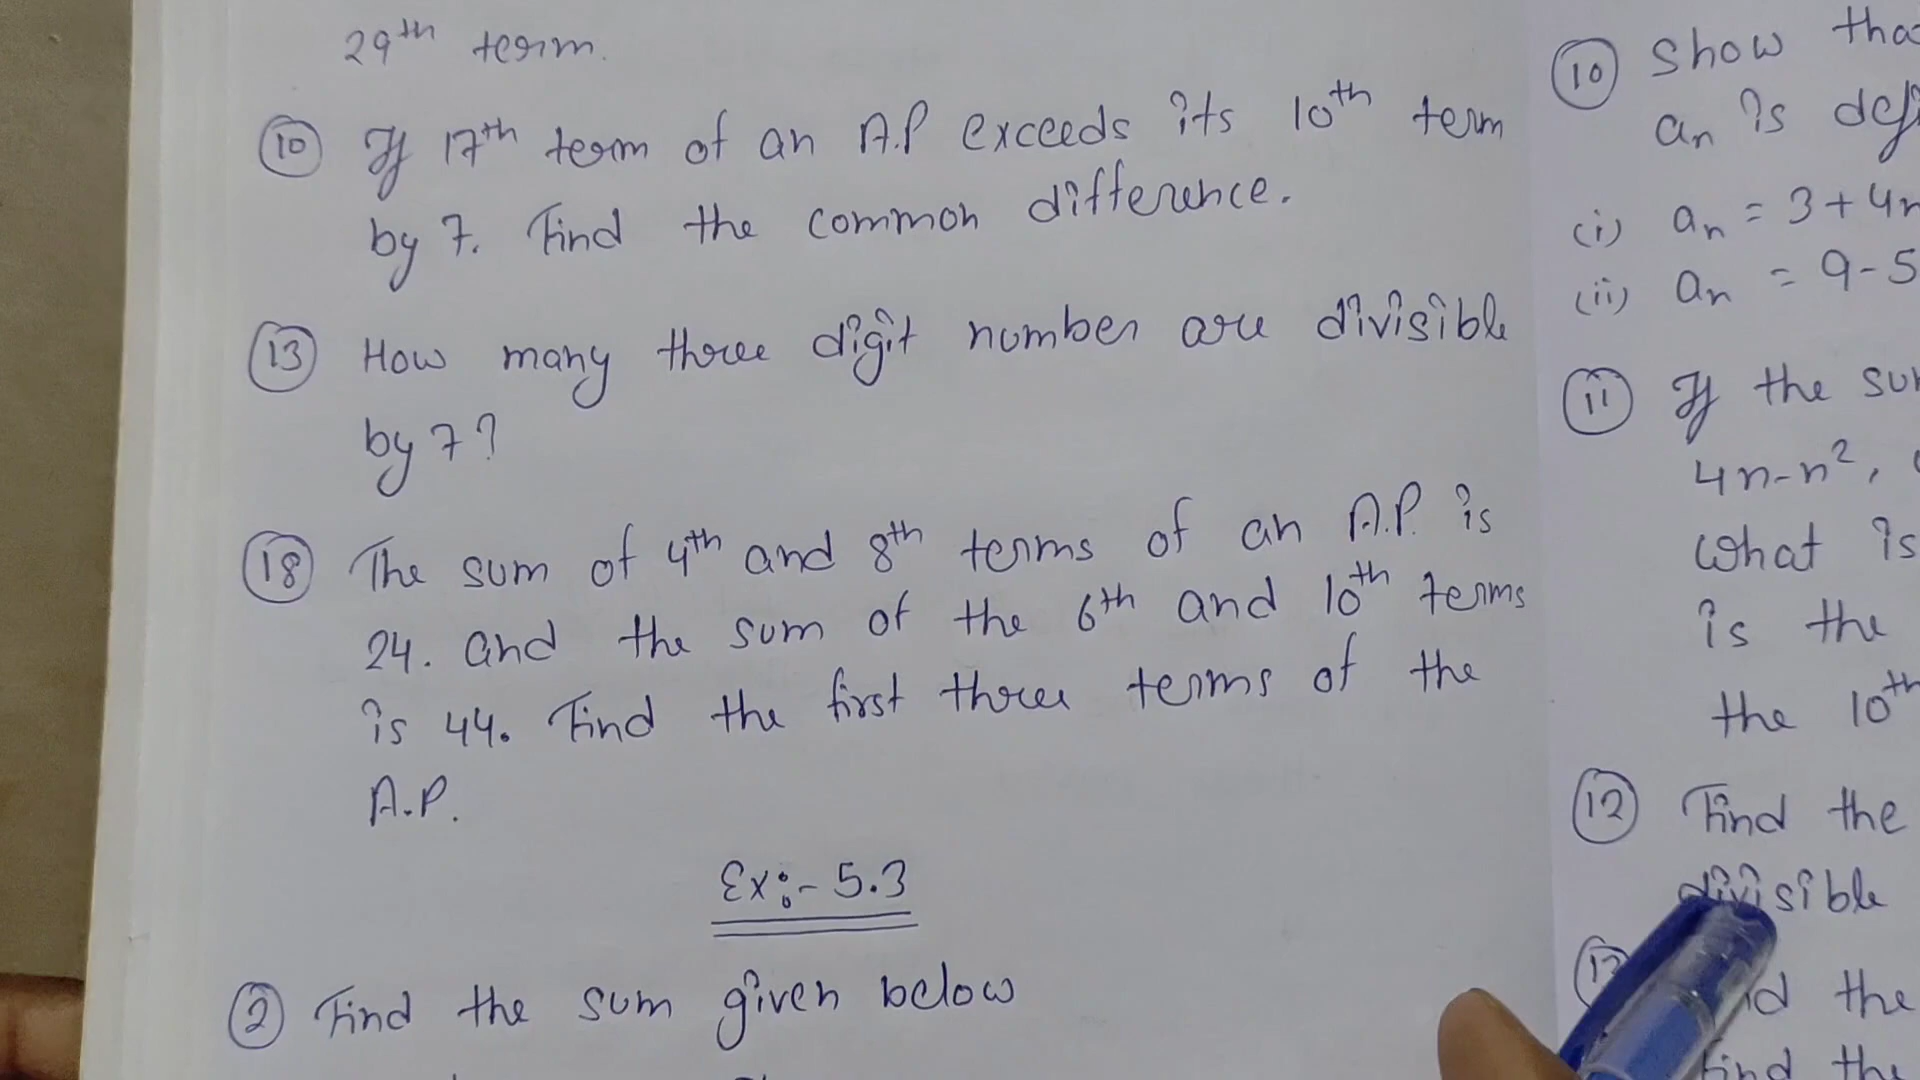 29th term.
10 If 17th term of an A.P exceeds its 10th term
by 7. Find the common difference.
13 How many three digit number are divisible
by 7?
18 The sum of 4th and 8th terms of an A.P. is
24. and the sum of the 6th and 10th terms
is 44. Find the first three terms of the
A.P.
Ex:- 5.3
2 Find the sum given below
10 Show
an is
(i) an = 3+4n
(ii) an = 9-5
11 If the
4n-n²,
What is
is the
the 10th
12 Find the
divisible
the